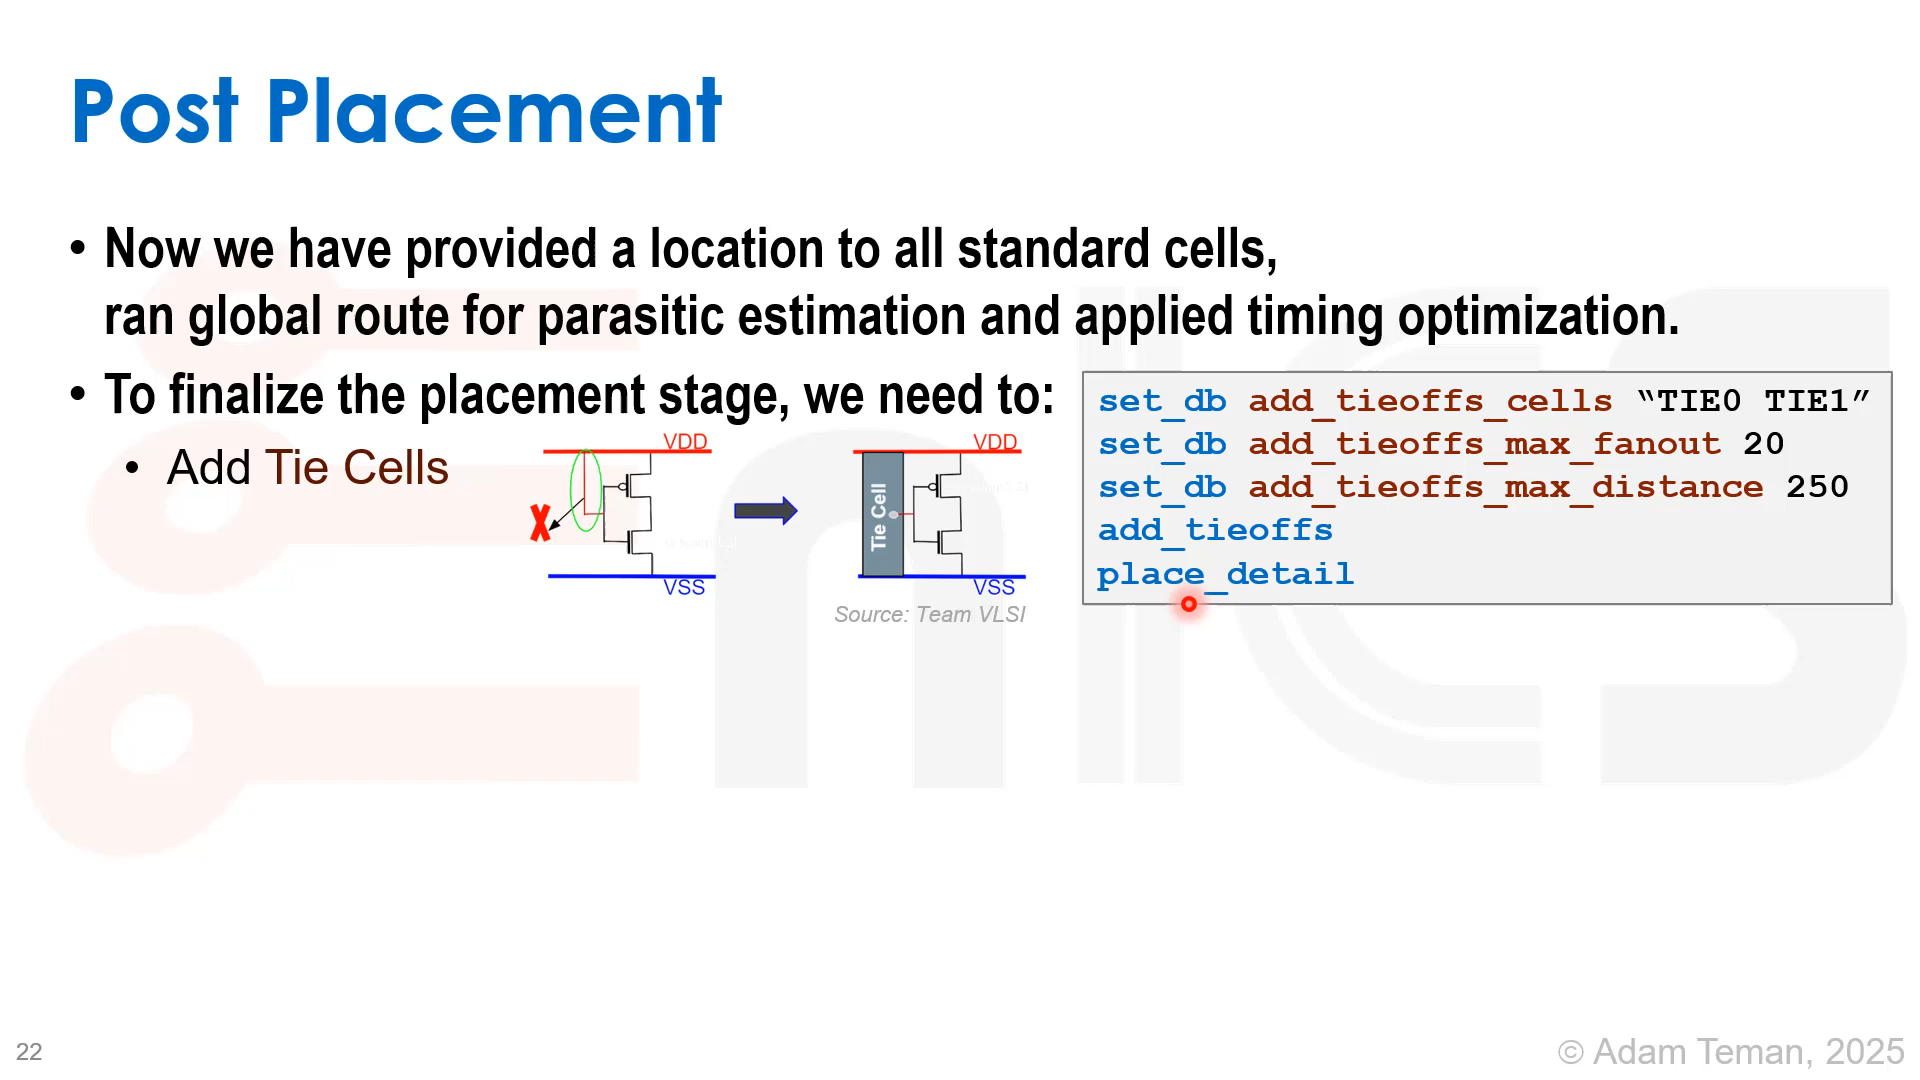 Post Placement
• Now we have provided a location to all standard cells,
ran global route for parasitic estimation and applied timing optimization.
• To finalize the placement stage, we need to:
• Add Tie Cells
VDD
VSS
VDD
Tie Cell
VSS
Source: Team VLSI
set_db add_tieoffs_cells “TIE0 TIE1”
set_db add_tieoffs_max_fanout 20
set_db add_tieoffs_max_distance 250
add_tieoffs
place_detail
22
© Adam Teman, 2025